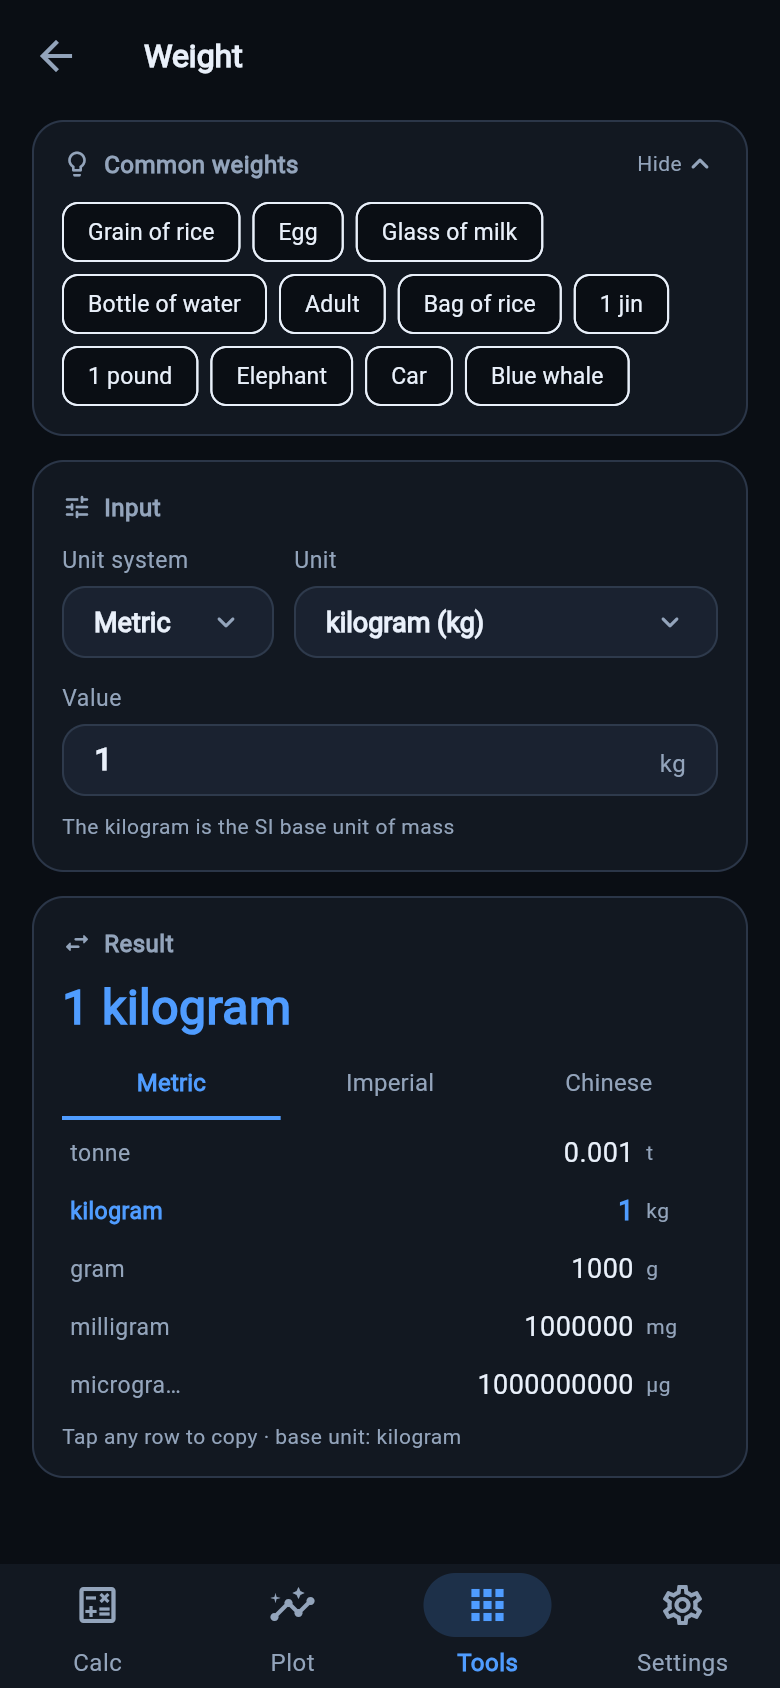 Weight
Common weights
Hide
Grain of rice
Egg
Glass of milk
Bottle of water
Adult
Bag of rice
1 jin
1 pound
Elephant
Car
Blue whale
Input
Unit system
Unit
Metric
kilogram (kg)
Value
1 kg
The kilogram is the SI base unit of mass
Result
1 kilogram
Metric
Imperial
Chinese
tonne 0.001 t
kilogram 1 kg
gram 1000 g
milligram 1000000 mg
microgra… 1000000000 µg
Tap any row to copy · base unit: kilogram
Calc
Plot
Tools
Settings